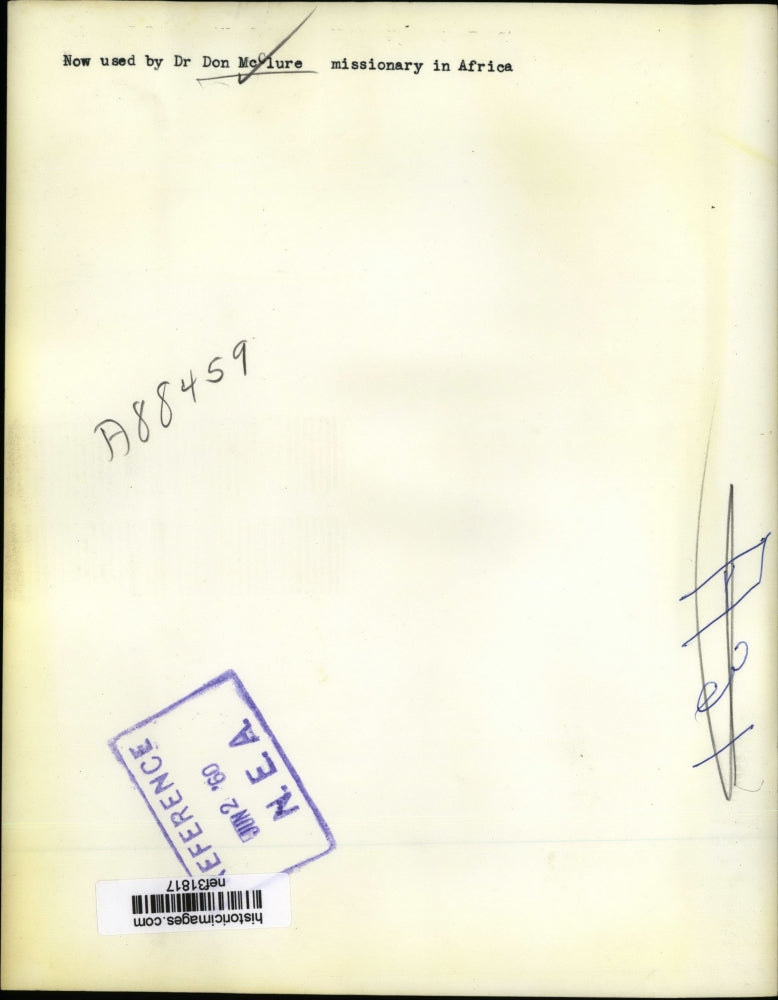 Now used by Dr Don McClure missionary in Africa
A88459
REFERENCE
JUN 2 '60
N.E.A.
historicimages.com
nef31817